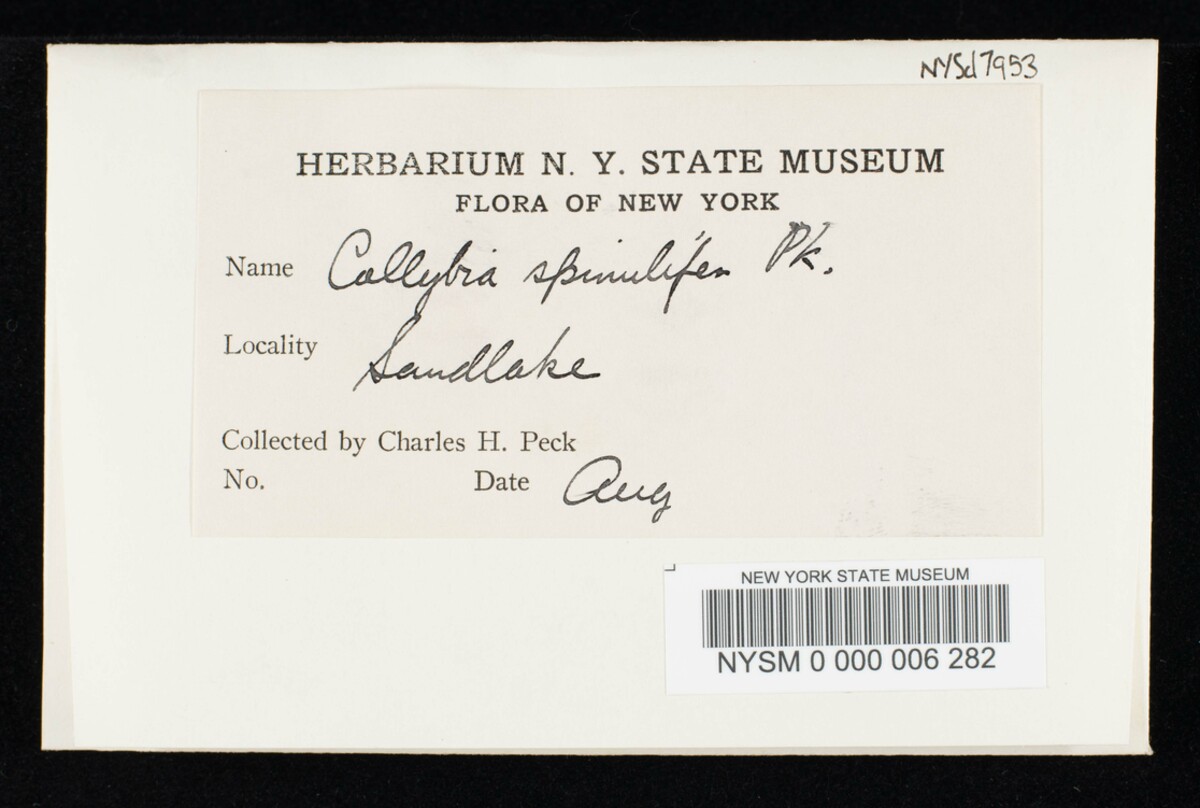 NYSd7953
HERBARIUM N. Y. STATE MUSEUM
FLORA OF NEW YORK
Name Collybia spinulifer Pk.
Locality Sandlake
Collected by Charles H. Peck
No. Date Aug
NEW YORK STATE MUSEUM
NYSM 0 000 006 282